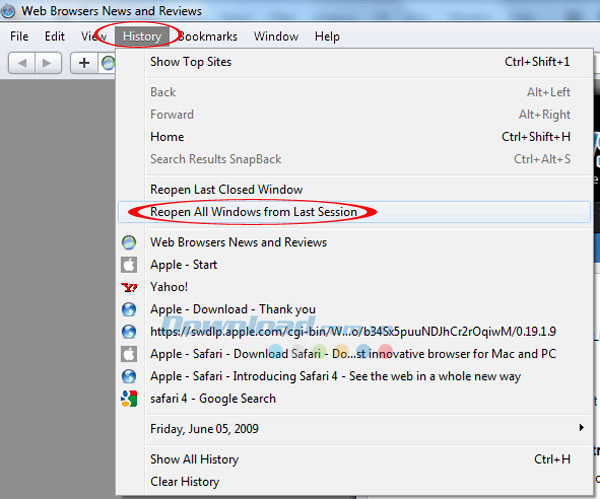 Web Browsers News and Reviews
File Edit View History Bookmarks Window Help
Show Top Sites Ctrl+Shift+1
Back Alt+Left
Forward Alt+Right
Home Ctrl+Shift+H
Search Results SnapBack Ctrl+Alt+S
Reopen Last Closed Window
Reopen All Windows from Last Session
Web Browsers News and Reviews
Apple - Start
Yahoo!
Apple - Download - Thank you
https://swdlp.apple.com/cgi-bin/W...o/b34Sx5puuNDJhCr2rOqiwM/0.19.1.9
Apple - Safari - Download Safari - Do...st innovative browser for Mac and PC
Apple - Safari - Introducing Safari 4 - See the web in a whole new way
safari 4 - Google Search
Friday, June 05, 2009
Show All History Ctrl+H
Clear History